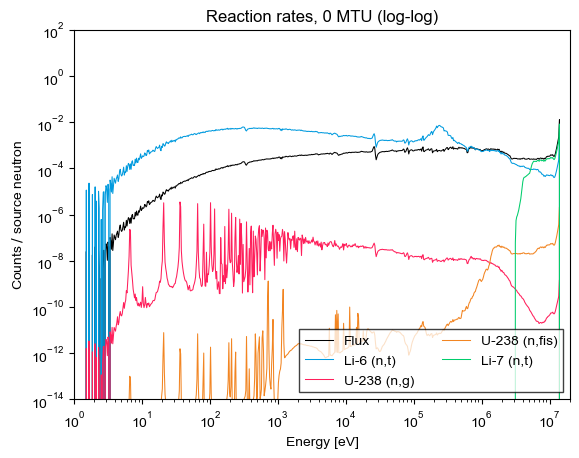 Reaction rates, 0 MTU (log-log)
Counts / source neutron
10^2
10^0
10^-2
10^-4
10^-6
10^-8
10^-10
10^-12
10^-14
Flux
Li-6 (n,t)
U-238 (n,g)
U-238 (n,fis)
Li-7 (n,t)
10^0 10^1 10^2 10^3 10^4 10^5 10^6 10^7
Energy [eV]